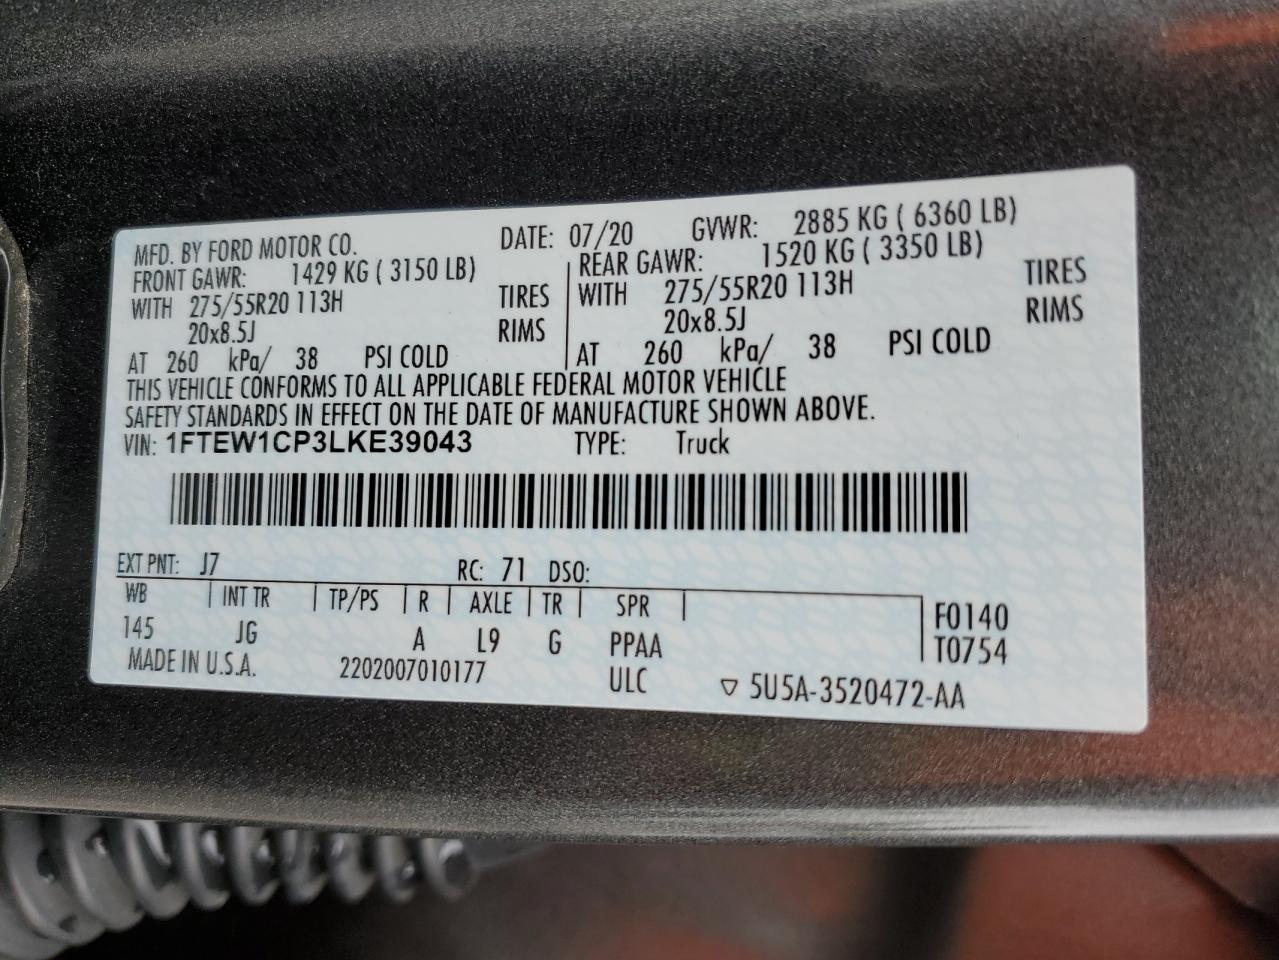 MFD. BY FORD MOTOR CO. DATE: 07/20 GVWR: 2885 KG ( 6360 LB)
FRONT GAWR: 1429 KG ( 3150 LB) REAR GAWR: 1520 KG ( 3350 LB)
WITH 275/55R20 113H TIRES WITH 275/55R20 113H TIRES
20x8.5J RIMS 20x8.5J RIMS
AT 260 kPa/ 38 PSI COLD AT 260 kPa/ 38 PSI COLD
THIS VEHICLE CONFORMS TO ALL APPLICABLE FEDERAL MOTOR VEHICLE
SAFETY STANDARDS IN EFFECT ON THE DATE OF MANUFACTURE SHOWN ABOVE.
VIN: 1FTEW1CP3LKE39043 TYPE: Truck
EXT PNT: J7 RC: 71 DSO:
WB INT TR TP/PS R AXLE TR SPR F0140
145 JG A L9 G PPAA T0754
MADE IN U.S.A. 2202007010177 ULC ▽ 5U5A-3520472-AA